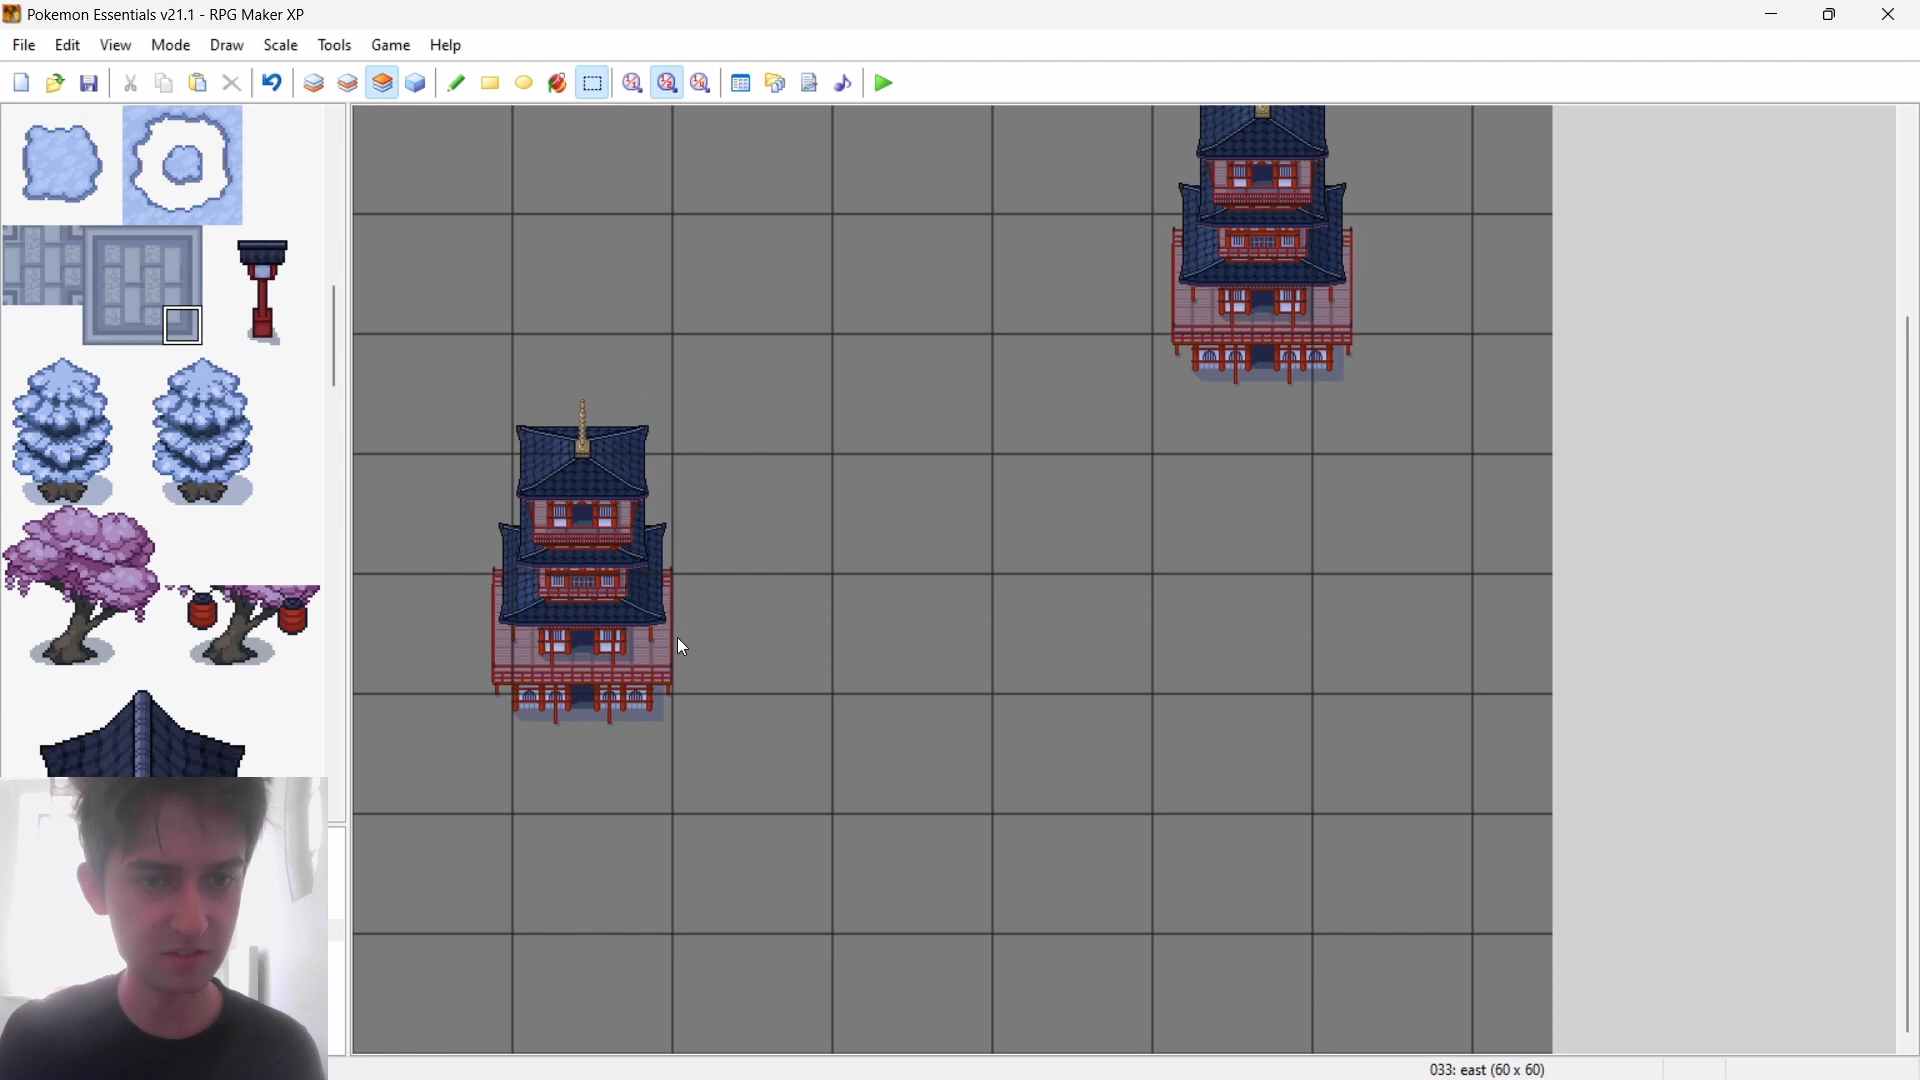 Pokemon Essentials v21.1 - RPG Maker XP
File Edit View Mode Draw Scale Tools Game Help
033: east (60 x 60)